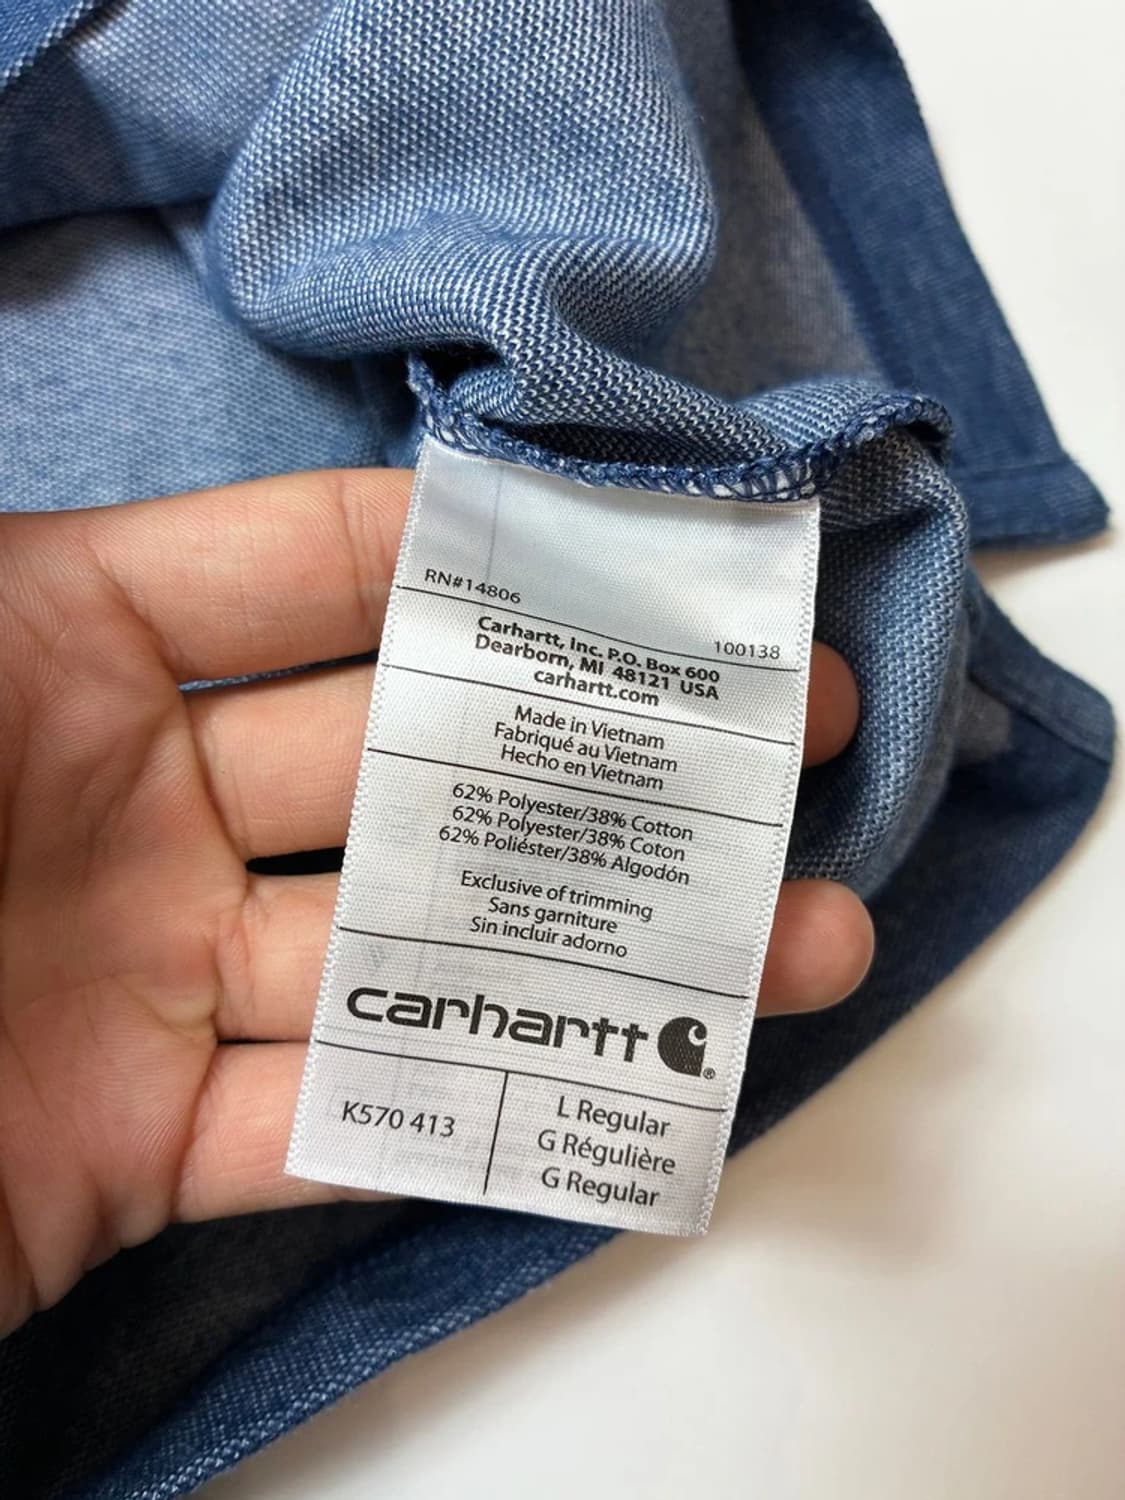 RN#14806
100138
Carhartt, Inc. P.O. Box 600
Dearborn, MI 48121 USA
carhartt.com
Made in Vietnam
Fabriqué au Vietnam
Hecho en Vietnam
62% Polyester/38% Cotton
62% Polyester/38% Coton
62% Poliéster/38% Algodón
Exclusive of trimming
Sans garniture
Sin incluir adorno
carhartt ®
K570 413
L Regular
G Régulière
G Regular